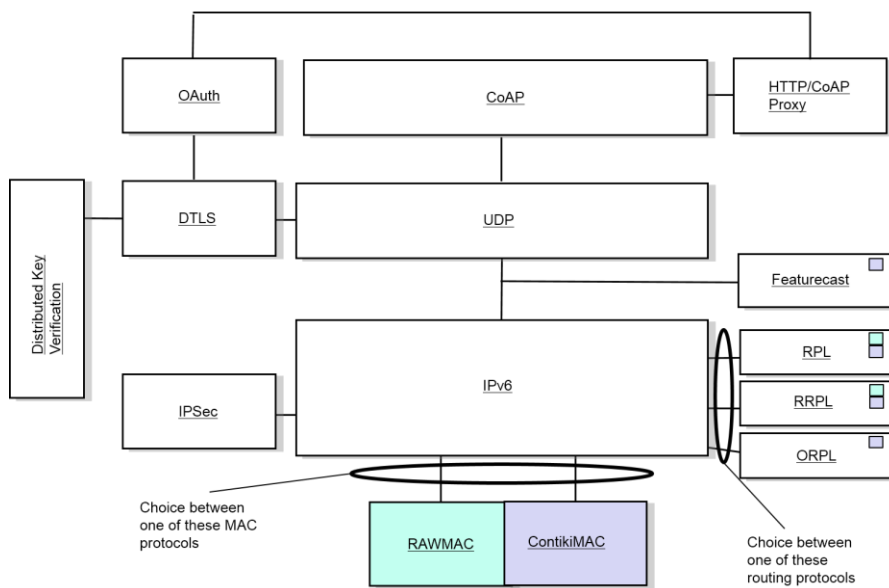 OAuth
CoAP
HTTP/CoAP
Proxy
Distributed Key
Verification
DTLS
UDP
Featurecast
IPSec
IPv6
RPL
RRPL
ORPL
Choice between
one of these MAC
protocols
RAWMAC
ContikiMAC
Choice between
one of these
routing protocols